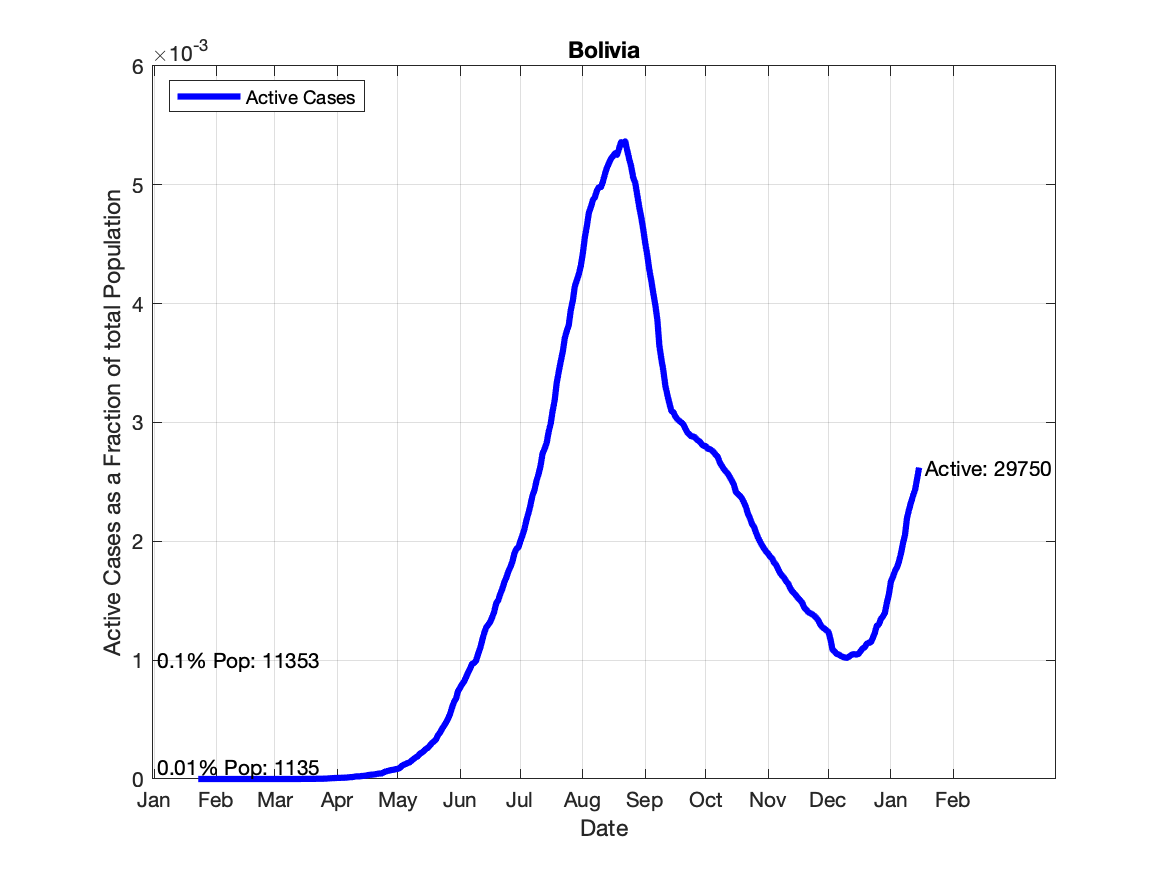 Bolivia
×10-3
6
5
4
3
2
1
0
Active Cases as a Fraction of total Population
Active Cases
Active: 29750
0.1% Pop: 11353
0.01% Pop: 1135
Jan Feb Mar Apr May Jun Jul Aug Sep Oct Nov Dec Jan Feb
Date